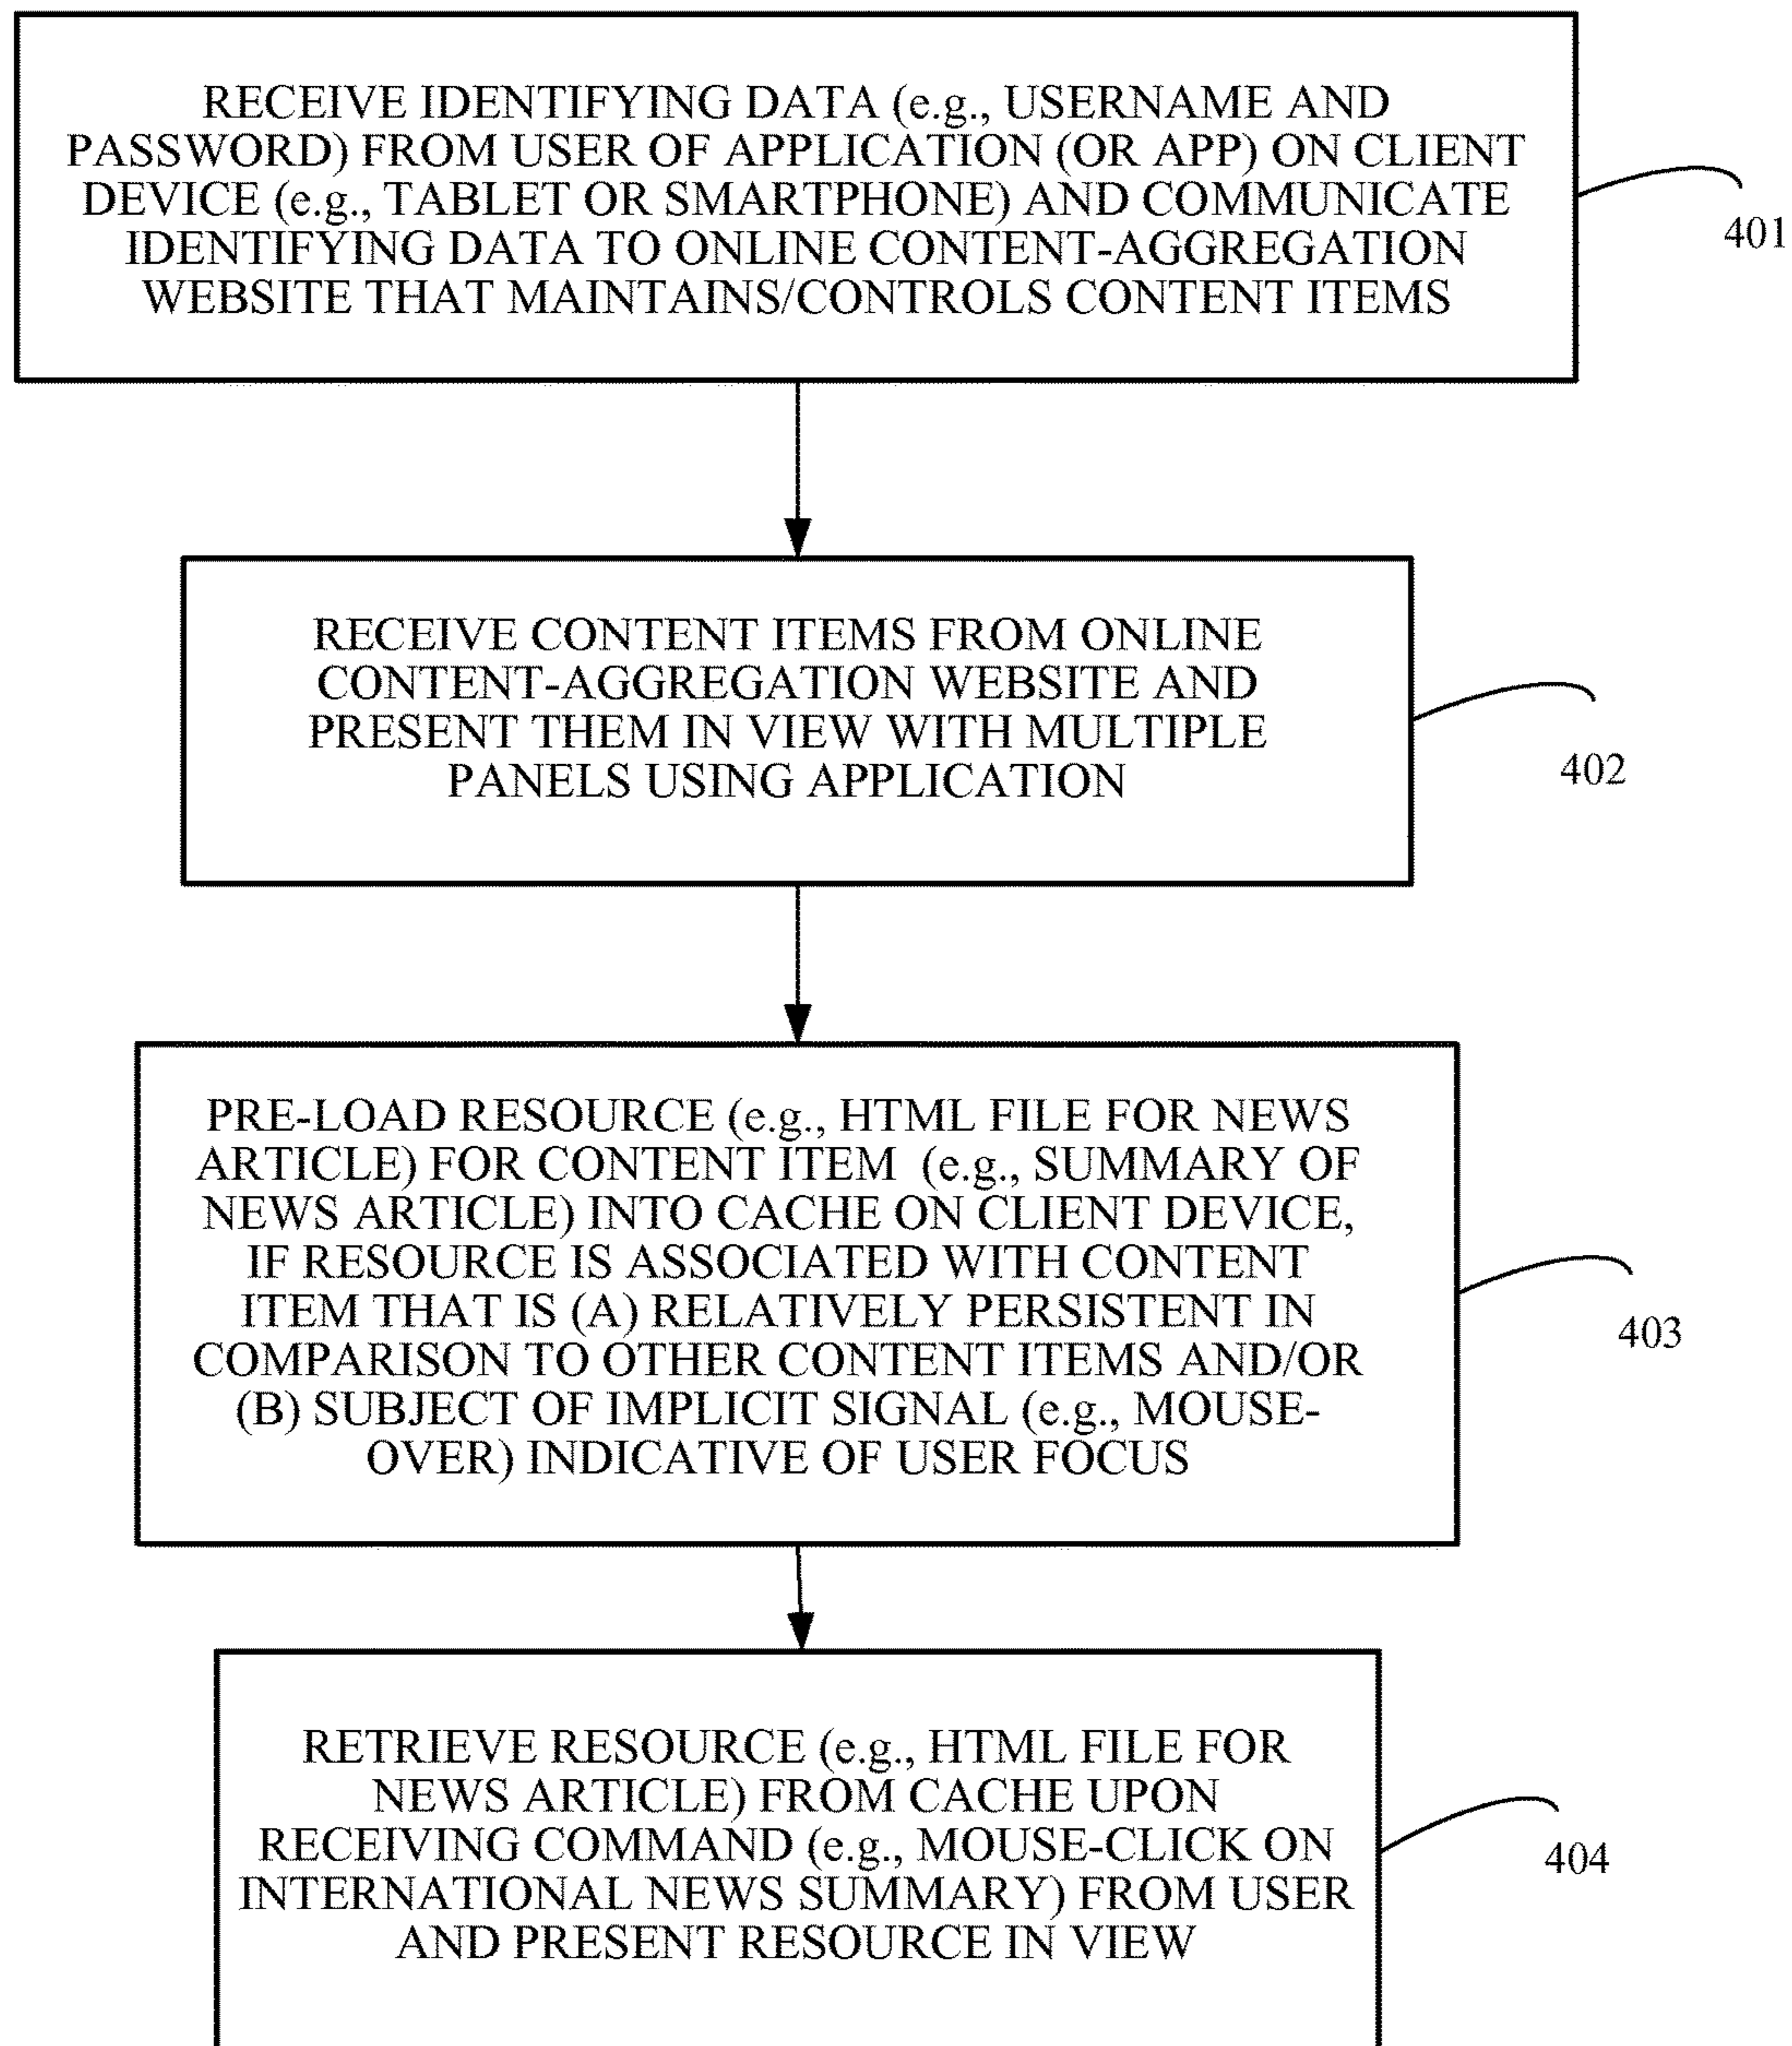 RECEIVE IDENTIFYING DATA (e.g., USERNAME AND
PASSWORD) FROM USER OF APPLICATION (OR APP) ON CLIENT
DEVICE (e.g., TABLET OR SMARTPHONE) AND COMMUNICATE
IDENTIFYING DATA TO ONLINE CONTENT-AGGREGATION
WEBSITE THAT MAINTAINS/CONTROLS CONTENT ITEMS
401
RECEIVE CONTENT ITEMS FROM ONLINE
CONTENT-AGGREGATION WEBSITE AND
PRESENT THEM IN VIEW WITH MULTIPLE
PANELS USING APPLICATION
402
PRE-LOAD RESOURCE (e.g., HTML FILE FOR NEWS
ARTICLE) FOR CONTENT ITEM (e.g., SUMMARY OF
NEWS ARTICLE) INTO CACHE ON CLIENT DEVICE,
IF RESOURCE IS ASSOCIATED WITH CONTENT
ITEM THAT IS (A) RELATIVELY PERSISTENT IN
COMPARISON TO OTHER CONTENT ITEMS AND/OR
(B) SUBJECT OF IMPLICIT SIGNAL (e.g., MOUSE-
OVER) INDICATIVE OF USER FOCUS
403
RETRIEVE RESOURCE (e.g., HTML FILE FOR
NEWS ARTICLE) FROM CACHE UPON
RECEIVING COMMAND (e.g., MOUSE-CLICK ON
INTERNATIONAL NEWS SUMMARY) FROM USER
AND PRESENT RESOURCE IN VIEW
404